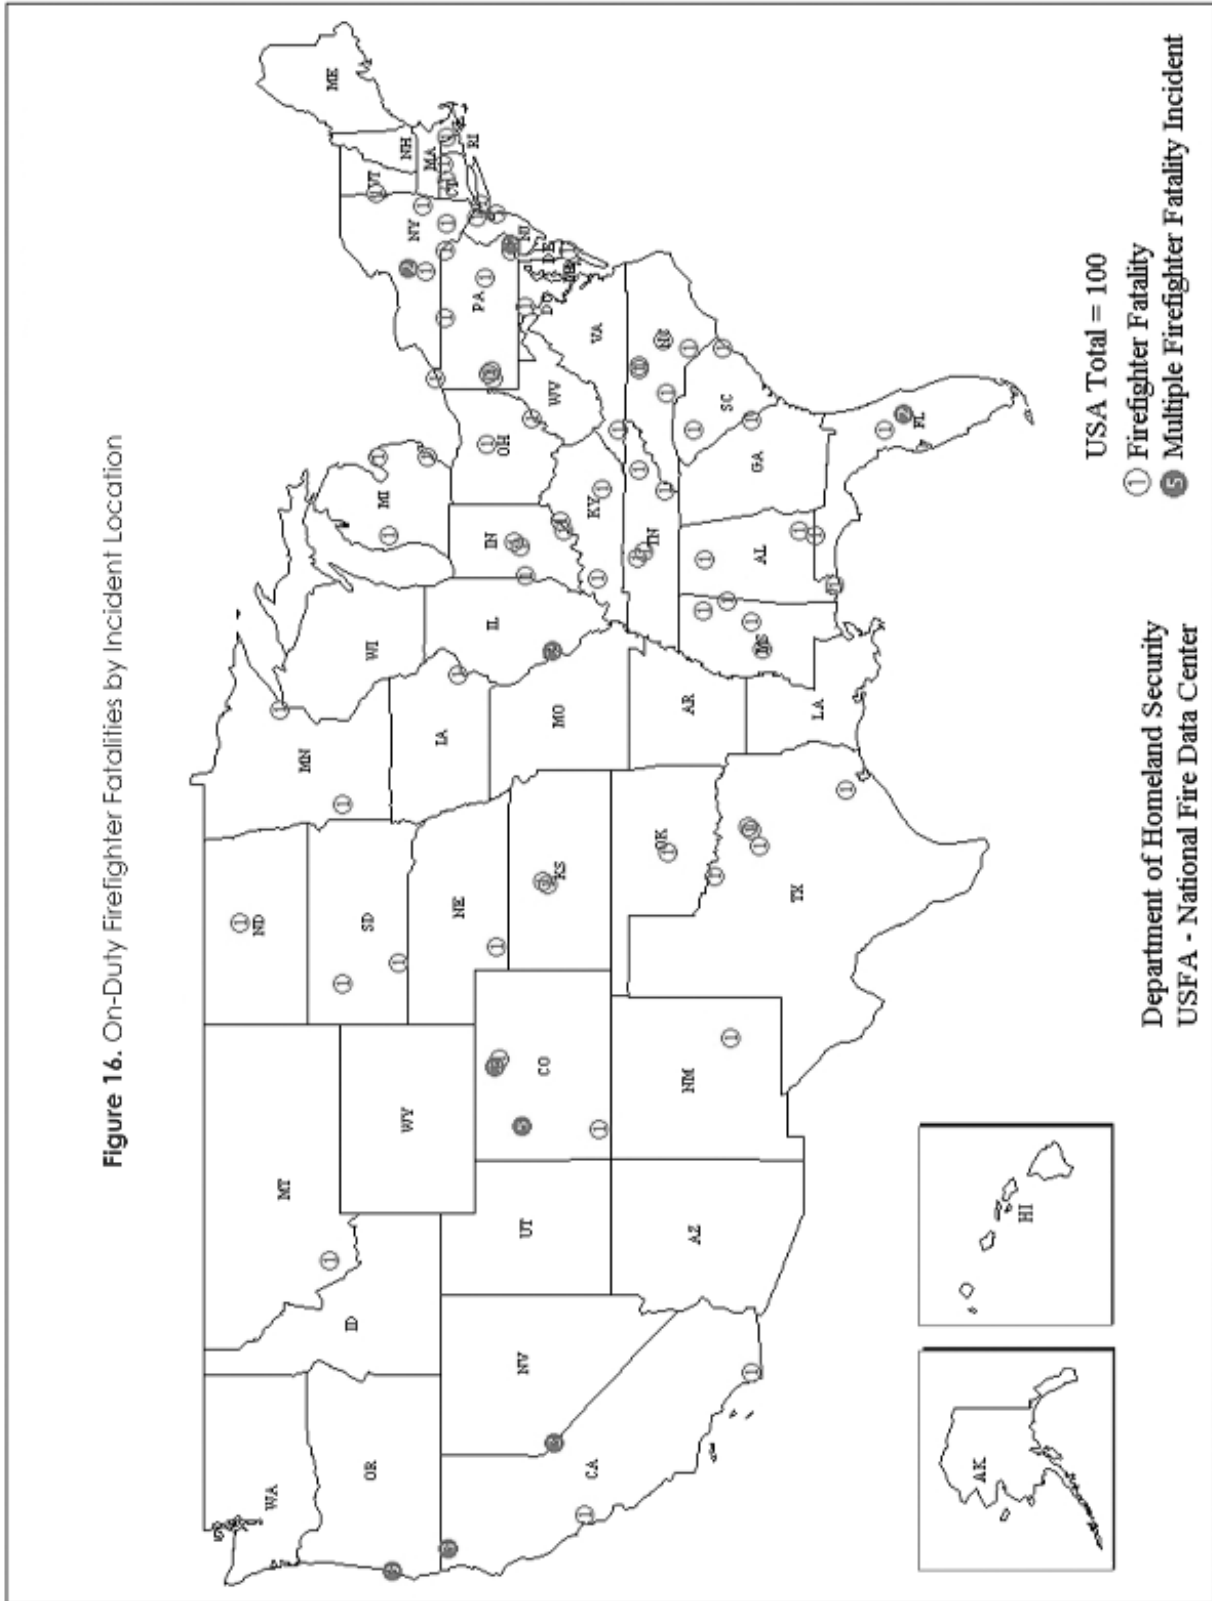 Figure 16. On-Duty Firefighter Fatalities by Incident Location
WA
OR
CA
NV
ID
MT
WY
UT
AZ
CO
NM
ND
SD
NE
KS
OK
TX
MN
IA
MO
AR
LA
WI
IL
MI
IN
OH
KY
TN
MS
AL
GA
FL
SC
NC
VA
WV
PA
NY
VT
NH
ME
MA
RI
CT
NJ
DE
DC
AK
HI
Department of Homeland Security
USFA - National Fire Data Center
USA Total = 100
1 Firefighter Fatality
5 Multiple Firefighter Fatality Incident